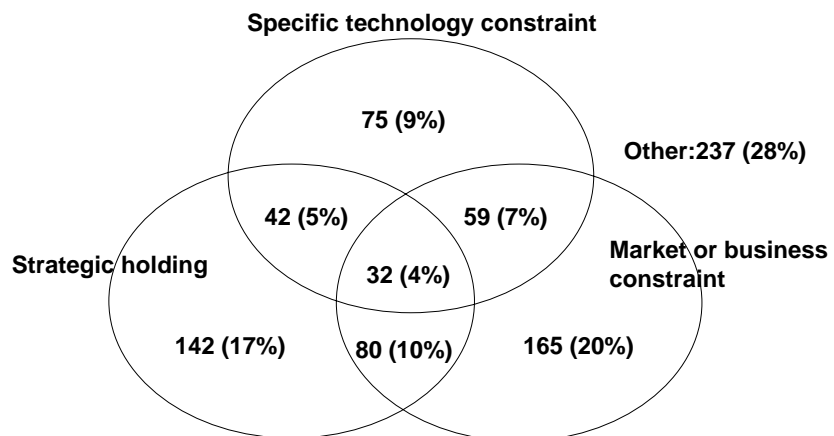 Specific technology constraint
75 (9%)
Other:237 (28%)
42 (5%)
59 (7%)
Strategic holding
32 (4%)
Market or business
constraint
142 (17%)
80 (10%)
165 (20%)